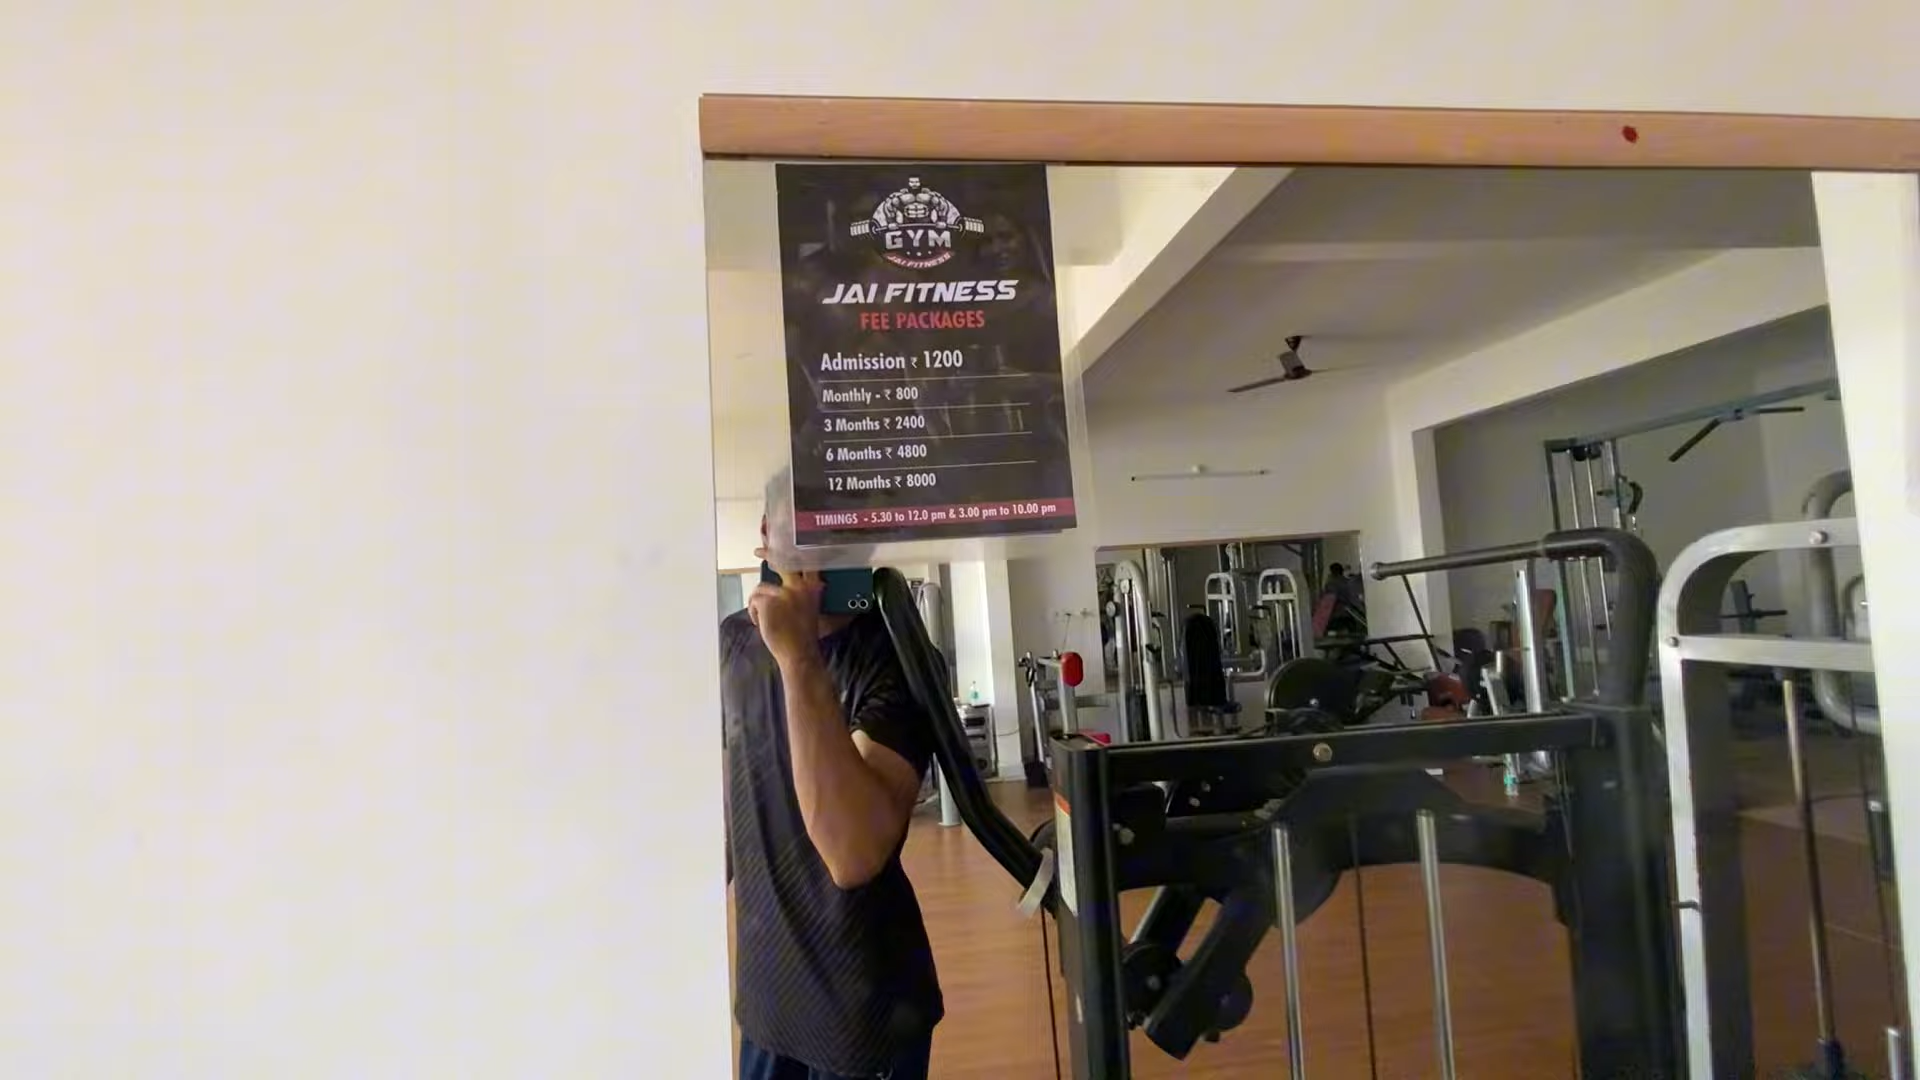 GYM
JAI FITNESS
JAI FITNESS
FEE PACKAGES
Admission ₹ 1200
Monthly - ₹ 800
3 Months ₹ 2400
6 Months ₹ 4800
12 Months ₹ 8000
TIMINGS - 5.30 to 12.0 pm & 3.00 pm to 10.00 pm